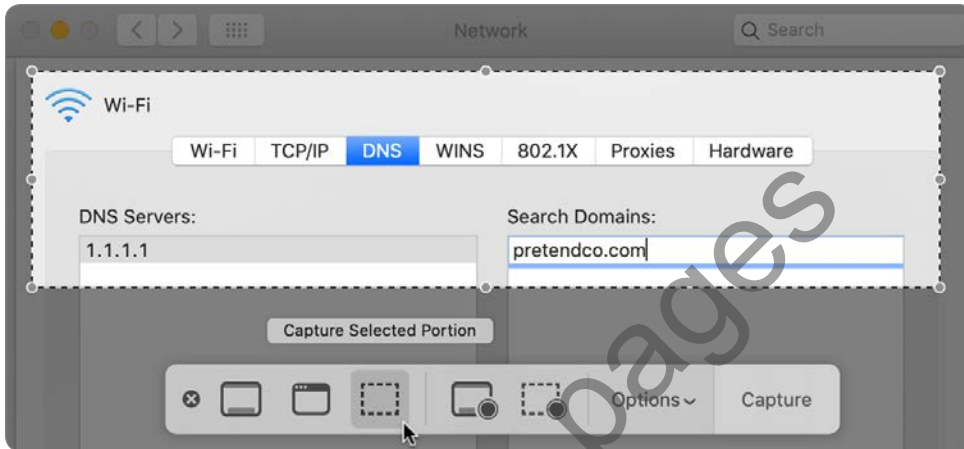 Network
Search
Wi-Fi
Wi-Fi TCP/IP DNS WINS 802.1X Proxies Hardware
DNS Servers: Search Domains:
1.1.1.1 pretendco.com
Capture Selected Portion
Options Capture
pages